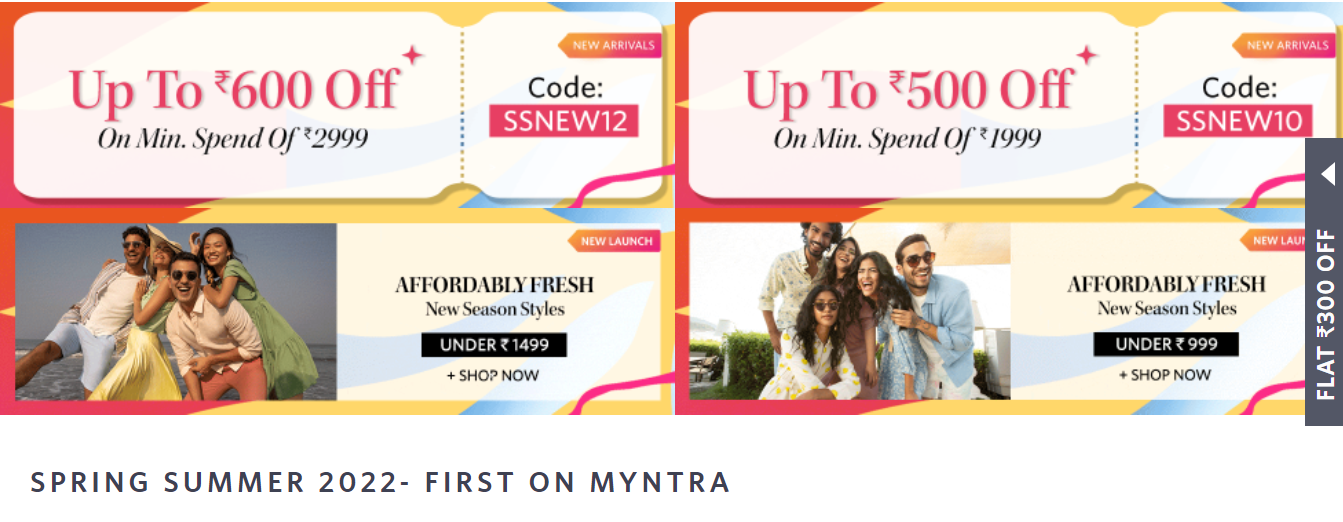 NEW ARRIVALS
Up To ₹600 Off
On Min. Spend Of ₹2999
Code:
SSNEW12
NEW ARRIVALS
Up To ₹500 Off
On Min. Spend Of ₹1999
Code:
SSNEW10
NEW LAUNCH
AFFORDABLY FRESH
New Season Styles
UNDER ₹ 1499
+ SHOP NOW
NEW LAU
AFFORDABLY FRESH
New Season Styles
UNDER ₹ 999
+ SHOP NOW
FLAT ₹300 OFF
SPRING SUMMER 2022- FIRST ON MYNTRA